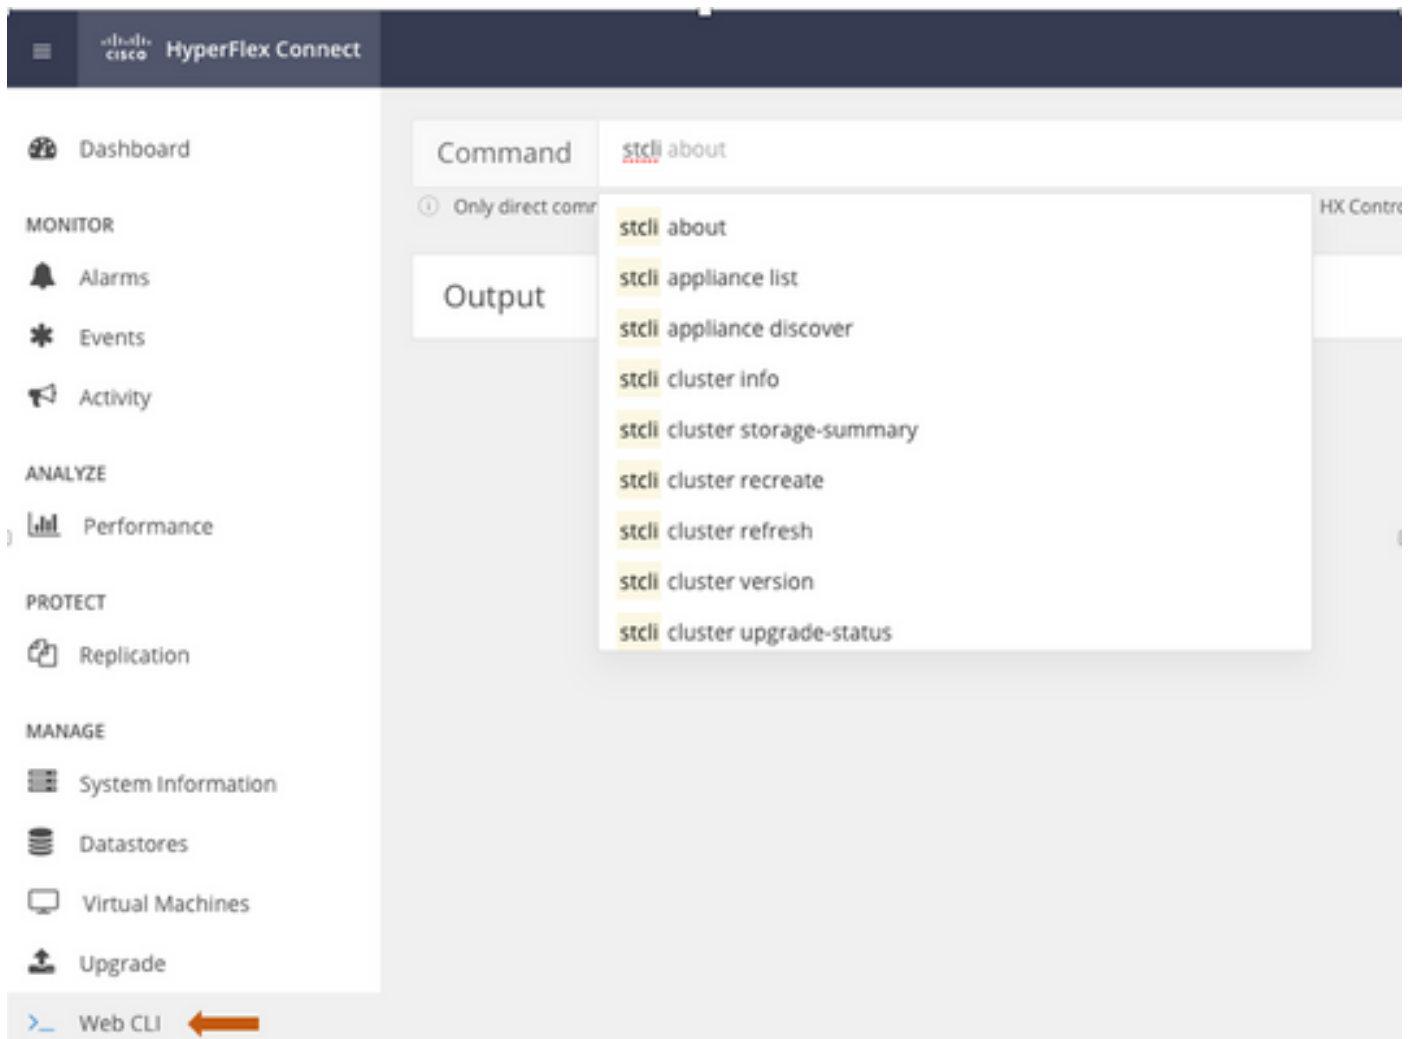 cisco HyperFlex Connect
Dashboard
MONITOR
Alarms
Events
Activity
ANALYZE
Performance
PROTECT
Replication
MANAGE
System Information
Datastores
Virtual Machines
Upgrade
>_ Web CLI
Command stcli about
Only direct comm HX Contro
stcli about
stcli appliance list
stcli appliance discover
stcli cluster info
stcli cluster storage-summary
stcli cluster recreate
stcli cluster refresh
stcli cluster version
stcli cluster upgrade-status
Output